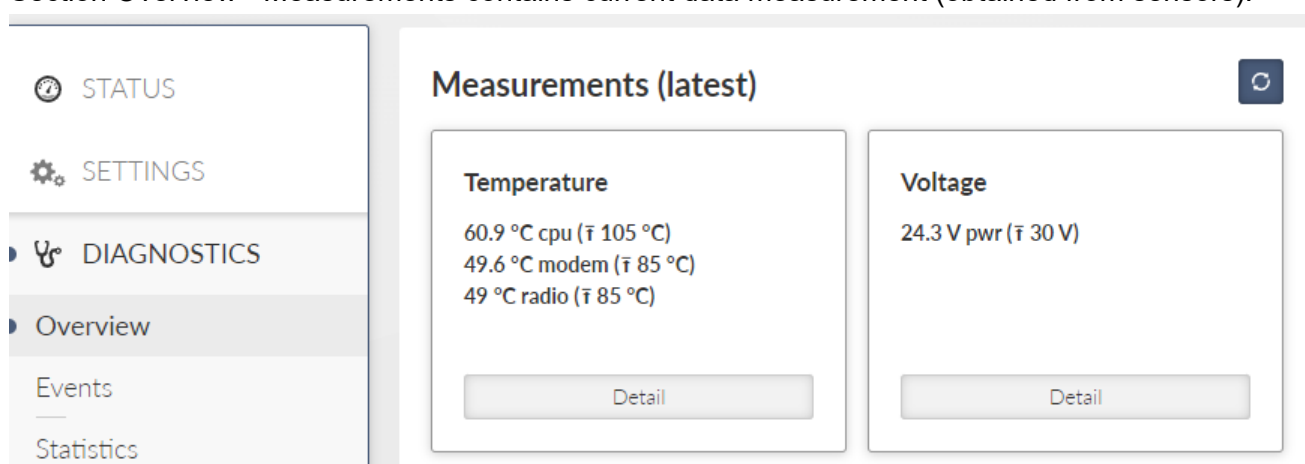 Section Overview - Measurements contains current data measurement (obtained from sensors).
STATUS
SETTINGS
DIAGNOSTICS
Overview
Events
Statistics
Measurements (latest)
Temperature
60.9 °C cpu (⤒ 105 °C)
49.6 °C modem (⤒ 85 °C)
49 °C radio (⤒ 85 °C)
Detail
Voltage
24.3 V pwr (⤒ 30 V)
Detail